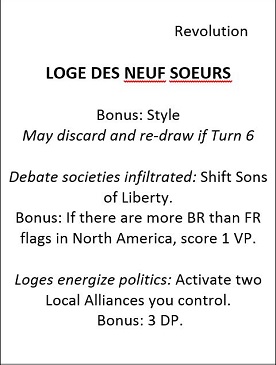 Revolution
LOGE DES NEUF SOEURS
Bonus: Style
May discard and re-draw if Turn 6
Debate societies infiltrated: Shift Sons
of Liberty.
Bonus: If there are more BR than FR
flags in North America, score 1 VP.
Loges energize politics: Activate two
Local Alliances you control.
Bonus: 3 DP.